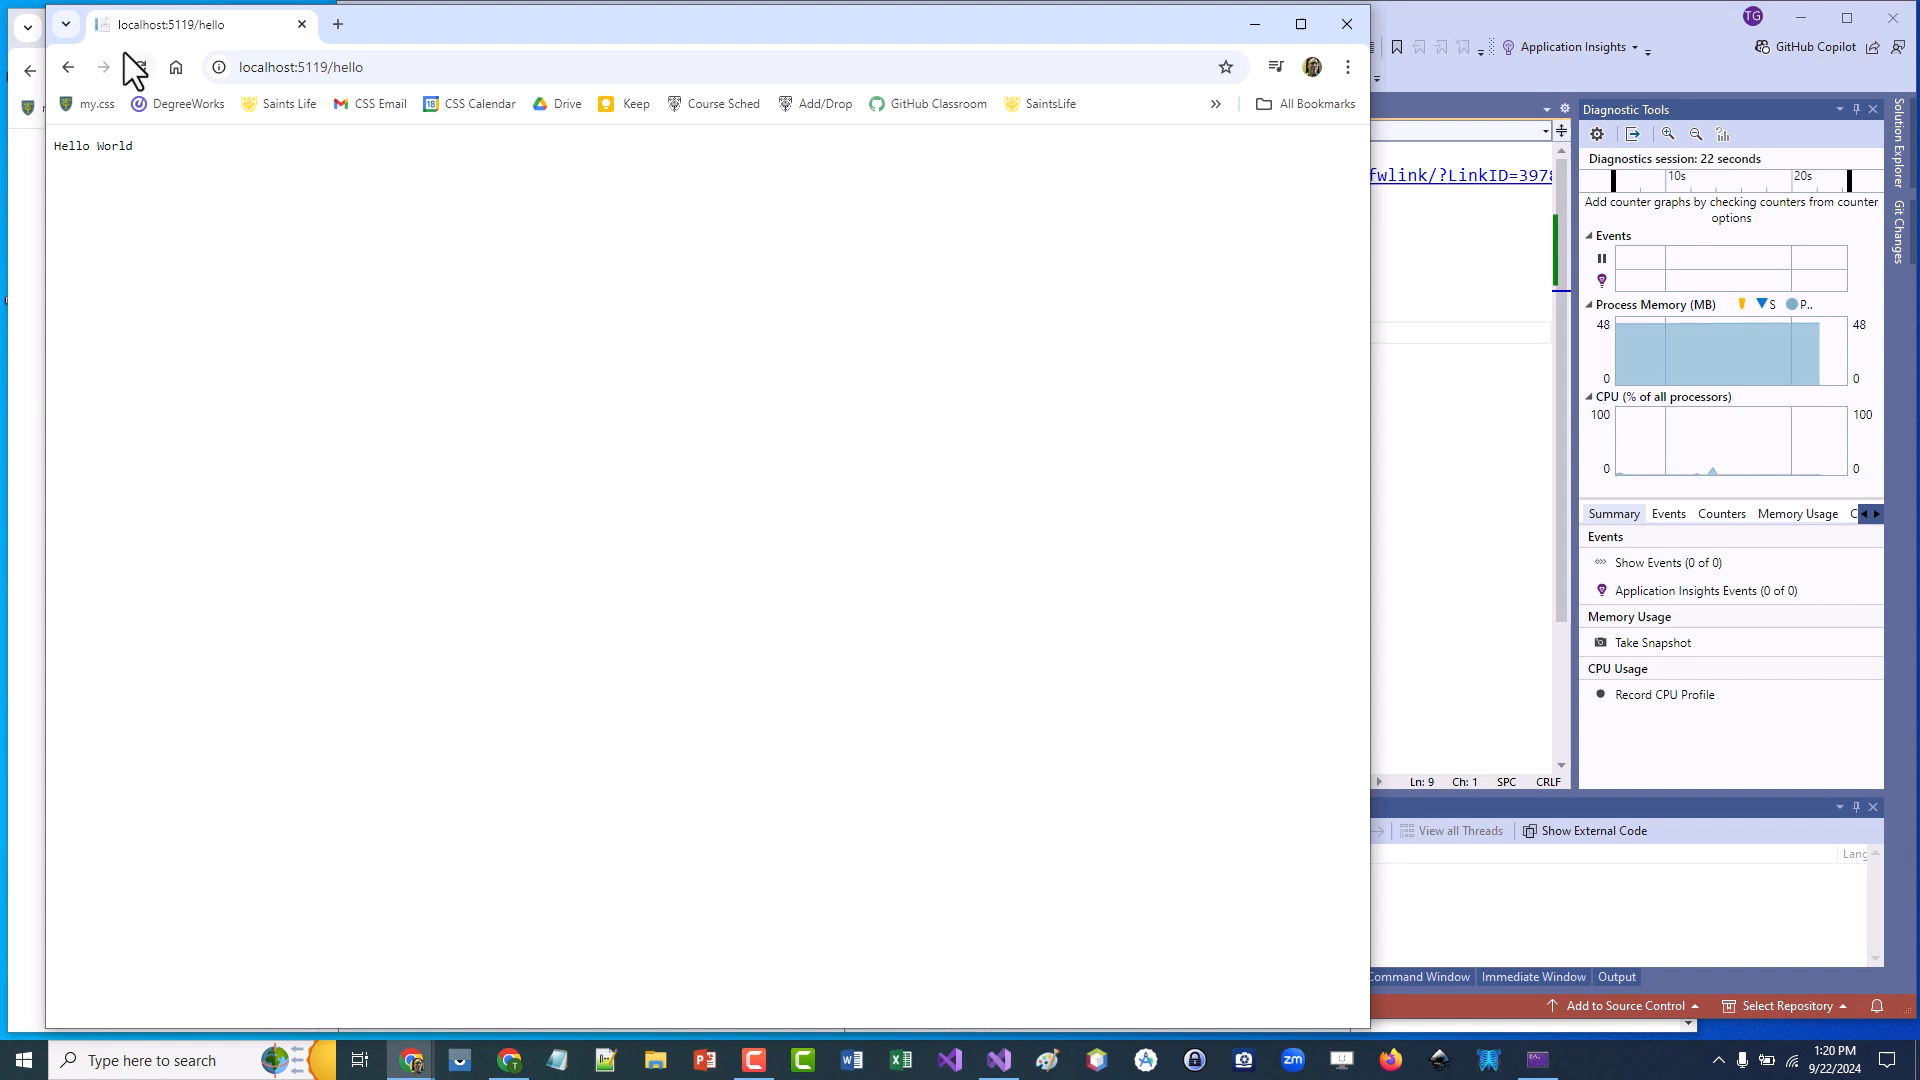 localhost:5119/hello
TG
Application Insights
GitHub Copilot
localhost:5119/hello
my.css
DegreeWorks
Saints Life
CSS Email
18
CSS Calendar
Drive
Keep
Course Sched
Add/Drop
GitHub Classroom
SaintsLife
»
All Bookmarks
Hello World
fwlink/?LinkID=397
Diagnostic Tools
Diagnostics session: 22 seconds
10s
20s
Add counter graphs by checking counters from counter
options
Events
Process Memory (MB)
S
P..
48
48
0
0
CPU (% of all processors)
100
100
0
0
Summary
Events
Counters
Memory Usage
C
Events
Show Events (0 of 0)
Application Insights Events (0 of 0)
Memory Usage
Take Snapshot
CPU Usage
Record CPU Profile
Solution Explorer
Git Changes
Ln: 9
Ch: 1
SPC
CRLF
View all Threads
Show External Code
Lang
Command Window
Immediate Window
Output
Add to Source Control
Select Repository
Type here to search
zm
1:20 PM
9/22/2024